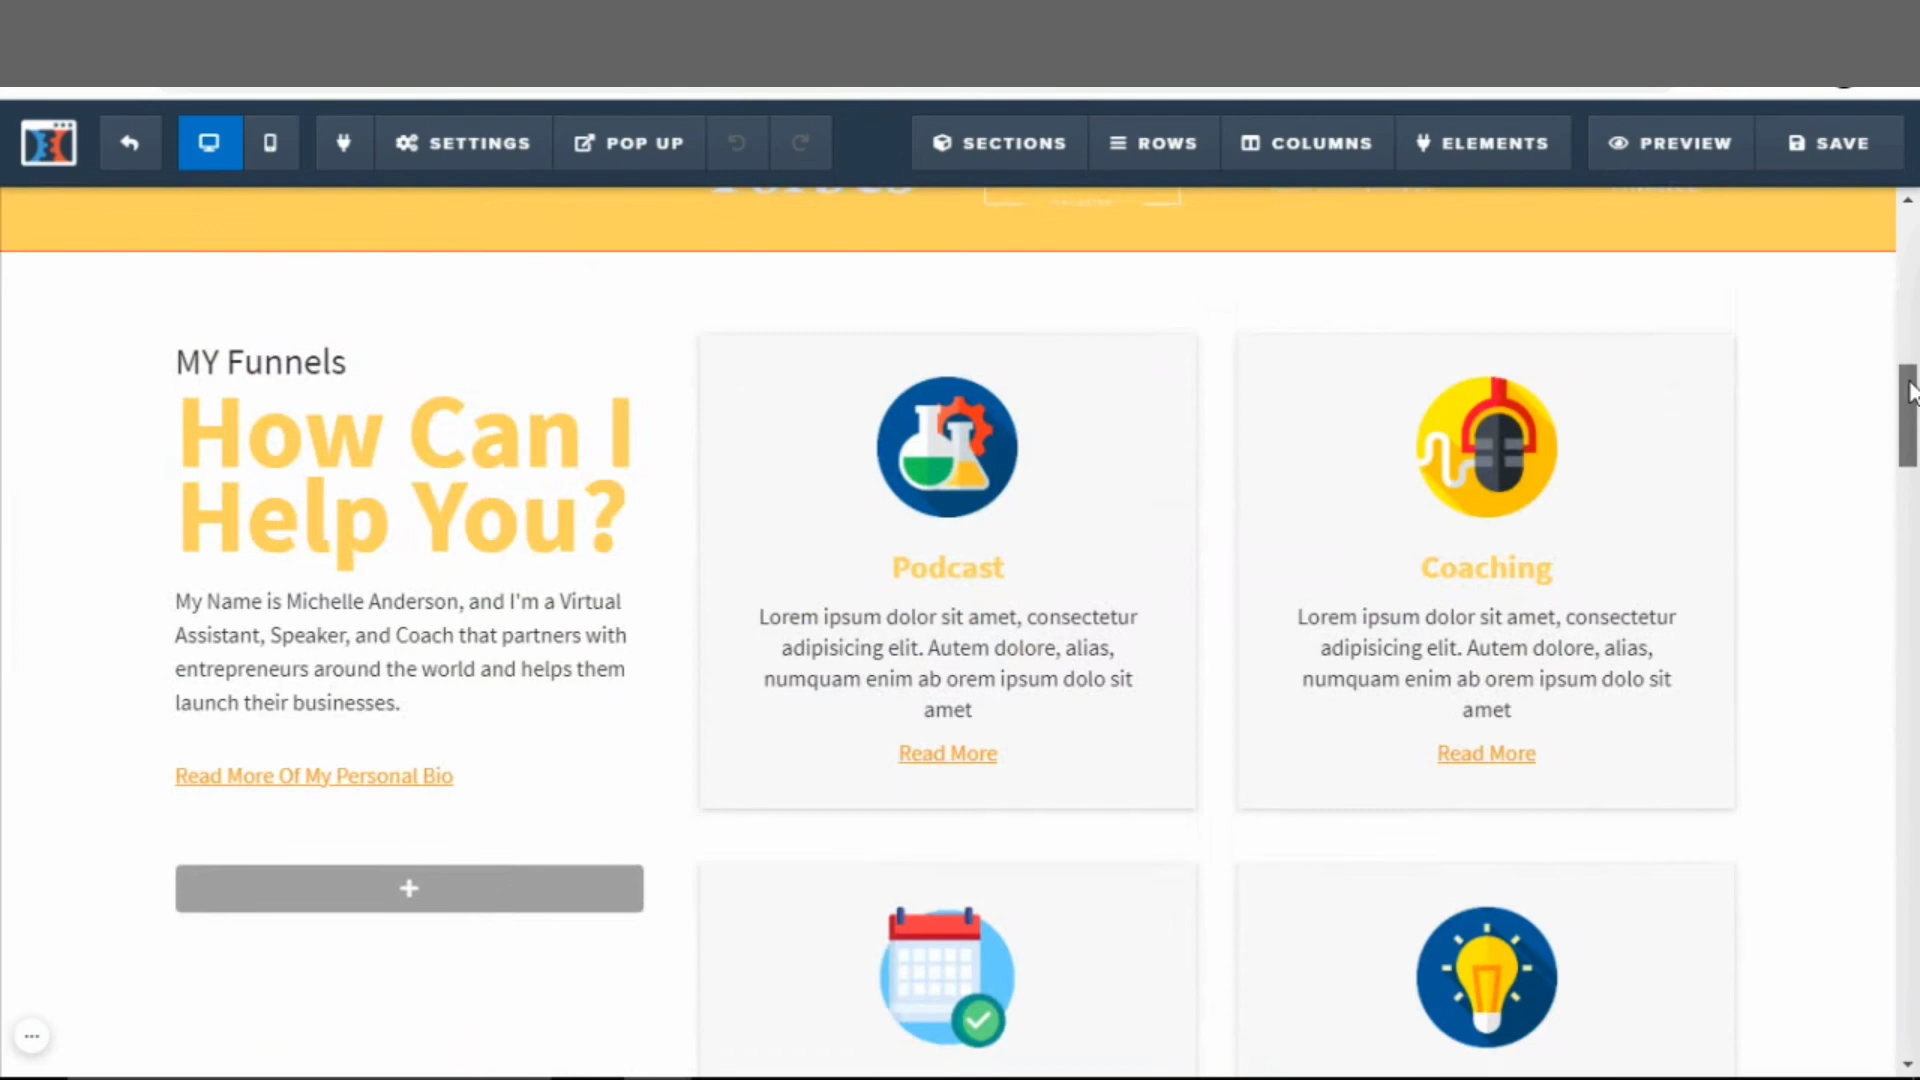 SETTINGS
POP UP
SECTIONS
ROWS
COLUMNS
ELEMENTS
PREVIEW
SAVE
MY Funnels
How Can I
Help You?
My Name is Michelle Anderson, and I'm a Virtual
Assistant, Speaker, and Coach that partners with
entrepreneurs around the world and helps them
launch their businesses.
Read More Of My Personal Bio
Podcast
Lorem ipsum dolor sit amet, consectetur
adipisicing elit. Autem dolore, alias,
numquam enim ab orem ipsum dolo sit
amet
Read More
Coaching
Lorem ipsum dolor sit amet, consectetur
adipisicing elit. Autem dolore, alias,
numquam enim ab orem ipsum dolo sit
amet
Read More